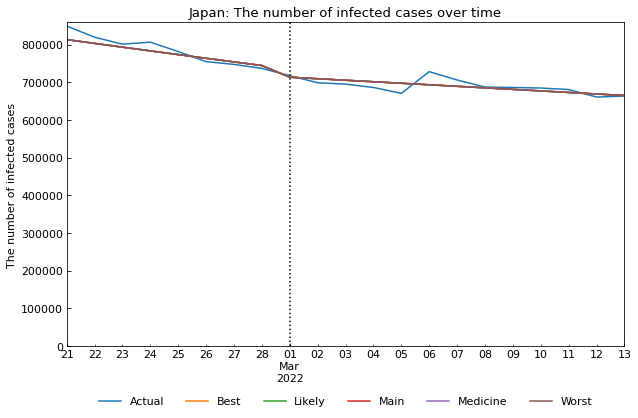 Japan: The number of infected cases over time
The number of infected cases
800000
700000
600000
500000
400000
300000
200000
100000
0
21 22 23 24 25 26 27 28 01 02 03 04 05 06 07 08 09 10 11 12 13
Mar
2022
Actual Best Likely Main Medicine Worst